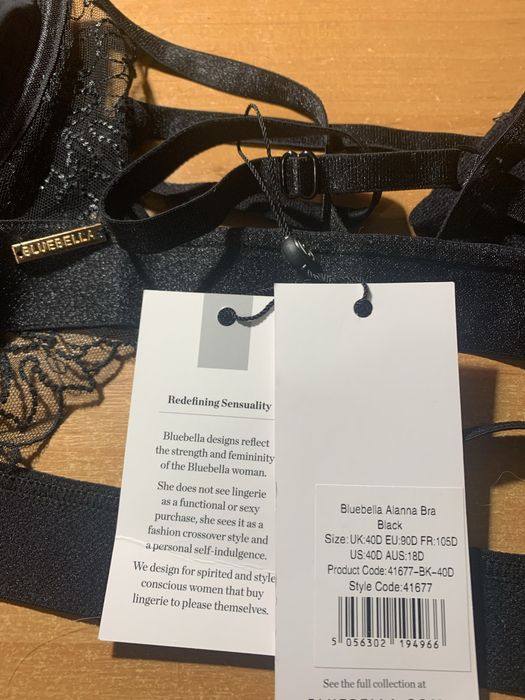 BLUEBELLA
Redefining Sensuality
Bluebella designs reflect
the strength and femininity
of the Bluebella woman.
She does not see lingerie
as a functional or sexy
purchase, she sees it as a
fashion crossover style and
a personal self-indulgence.
We design for spirited and style
conscious women that buy
lingerie to please themselves.
Bluebella Alanna Bra
Black
Size: UK:40D EU:90D FR:105D
US:40D AUS:18D
Product Code:41677-BK-40D
Style Code:41677
5 056302 194966
See the full collection at